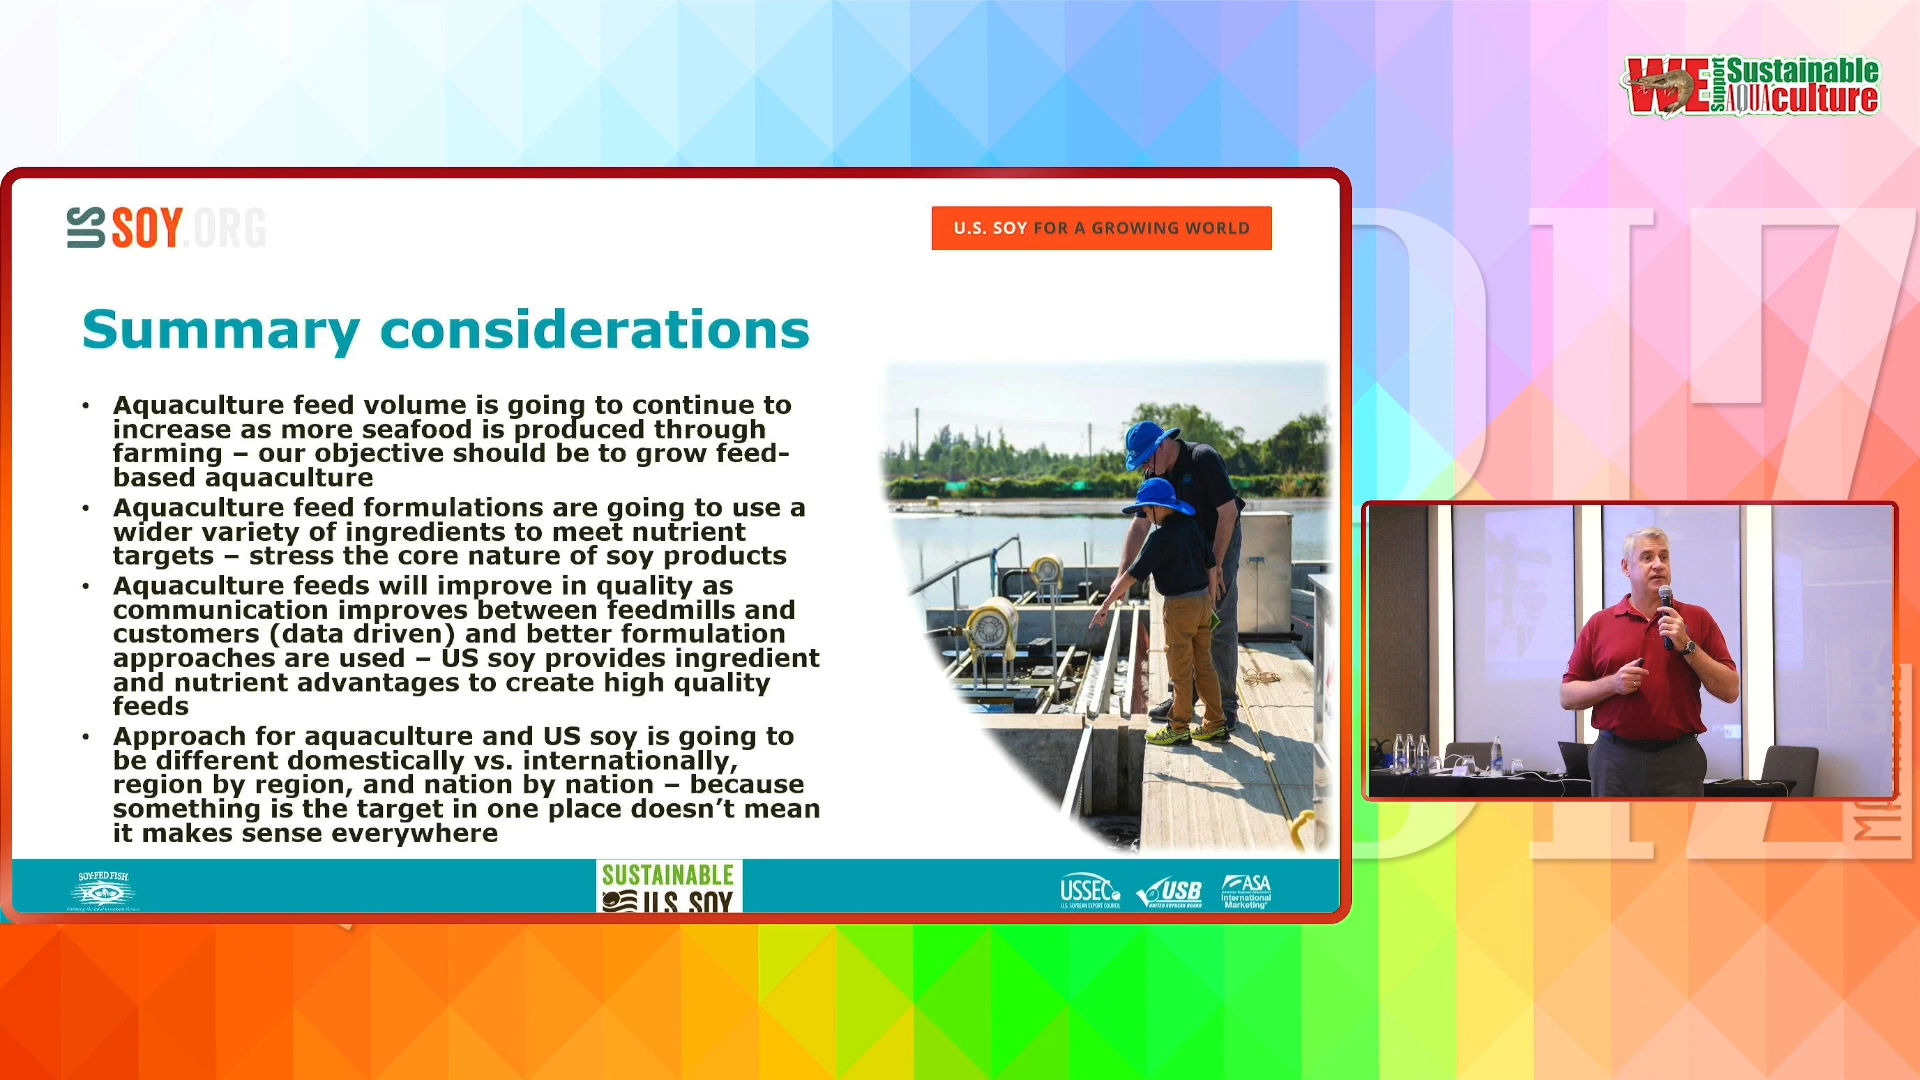 WE Support Sustainable
AQUAculture
US SOY.ORG
U.S. SOY FOR A GROWING WORLD
Summary considerations
• Aquaculture feed volume is going to continue to
increase as more seafood is produced through
farming – our objective should be to grow feed-
based aquaculture
• Aquaculture feed formulations are going to use a
wider variety of ingredients to meet nutrient
targets – stress the core nature of soy products
• Aquaculture feeds will improve in quality as
communication improves between feedmills and
customers (data driven) and better formulation
approaches are used – US soy provides ingredient
and nutrient advantages to create high quality
feeds
• Approach for aquaculture and US soy is going to
be different domestically vs. internationally,
region by region, and nation by nation – because
something is the target in one place doesn’t mean
it makes sense everywhere
SOY-FED FISH
SUSTAINABLE
U.S. SOY
USSEC
U.S. SOYBEAN EXPORT COUNCIL
USB
UNITED SOYBEAN BOARD
ASA
International
Marketing